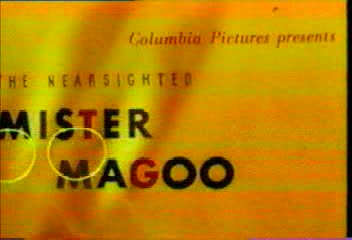 Columbia Pictures presents
THE NEARSIGHTED
MISTER
MAGOO